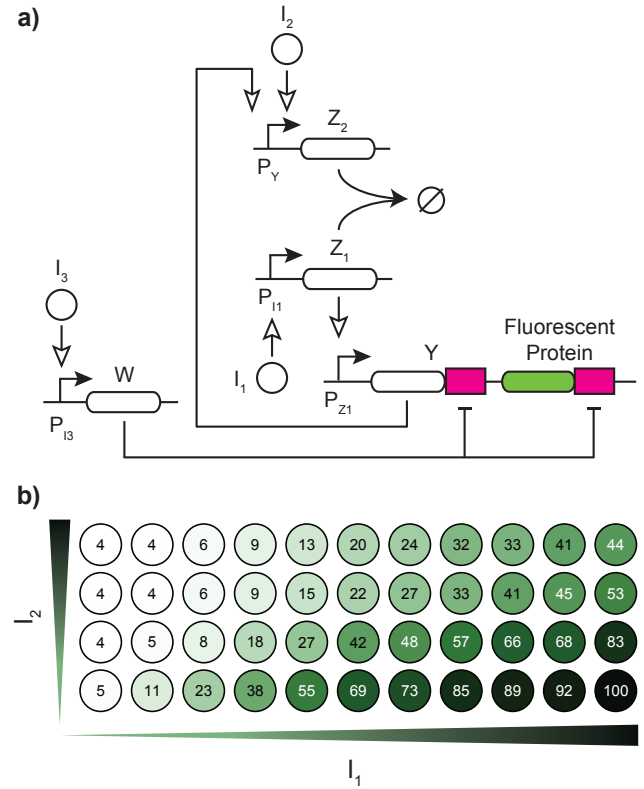 a)
I2
Z2
PY
∅
Z1
I3
PI1
Fluorescent
Protein
W
Y
I1
PZ1
PI3
b)
4 4 6 9 13 20 24 32 33 41 44
4 4 6 9 15 22 27 33 41 45 53
I2
4 5 8 18 27 42 48 57 66 68 83
5 11 23 38 55 69 73 85 89 92 100
I1